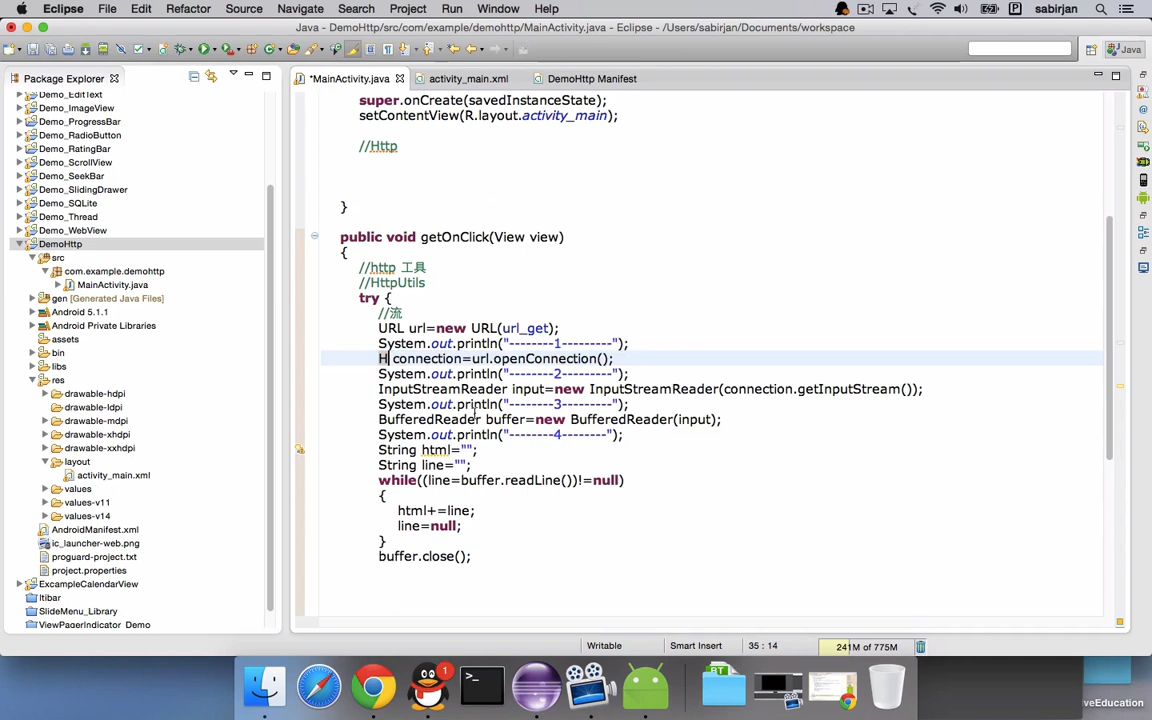 Eclipse File Edit Source Refactor Navigate Search Project Run Window Help
P sabirjan
Java - DemoHttp/src/com/example/demohttp/MainActivity.java - Eclipse - /Users/sabirjan/Documents/workspace
Java
Package Explorer
*MainActivity.java
activity_main.xml
DemoHttp Manifest
Demo_EditText
Demo_ImageView
Demo_ProgressBar
Demo_RadioButton
Demo_RatingBar
Demo_ScrollView
Demo_SeekBar
Demo_SlidingDrawer
Demo_SQLite
Demo_Thread
Demo_WebView
DemoHttp
src
com.example.demohttp
MainActivity.java
gen [Generated Java Files]
Android 5.1.1
Android Private Libraries
assets
bin
libs
res
drawable-hdpi
drawable-ldpi
drawable-mdpi
drawable-xhdpi
drawable-xxhdpi
layout
activity_main.xml
values
values-v11
values-v14
AndroidManifest.xml
ic_launcher-web.png
proguard-project.txt
project.properties
ExcampleCalendarView
Itibar
SlideMenu_Library
ViewPagerIndicator_Demo
super.onCreate(savedInstanceState);
setContentView(R.layout.activity_main);
//Http
}
public void getOnClick(View view)
{
//http 工具
//HttpUtils
try {
//流
URL url=new URL(url_get);
System.out.println("--------1---------");
H connection=url.openConnection();
System.out.println("--------2---------");
InputStreamReader input=new InputStreamReader(connection.getInputStream());
System.out.println("--------3---------");
BufferedReader buffer=new BufferedReader(input);
System.out.println("--------4--------");
String html="";
String line="";
while((line=buffer.readLine())!=null)
{
html+=line;
line=null;
}
buffer.close();
Writable
Smart Insert
35 : 14
241M of 775M
1
>_
BT
iveEducation